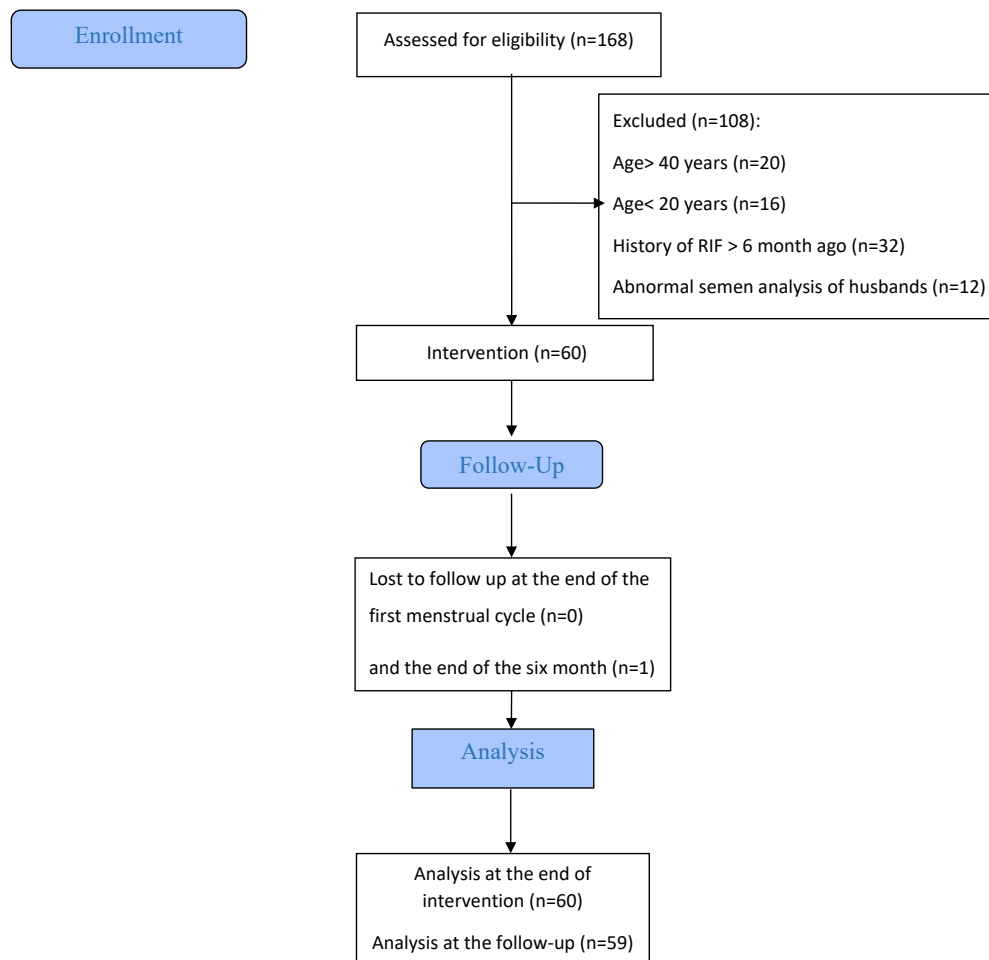 Enrollment
Assessed for eligibility (n=168)
Excluded (n=108):
Age> 40 years (n=20)
Age< 20 years (n=16)
History of RIF > 6 month ago (n=32)
Abnormal semen analysis of husbands (n=12)
Intervention (n=60)
Follow-Up
Lost to follow up at the end of the
first menstrual cycle (n=0)
and the end of the six month (n=1)
Analysis
Analysis at the end of
intervention (n=60)
Analysis at the follow-up (n=59)